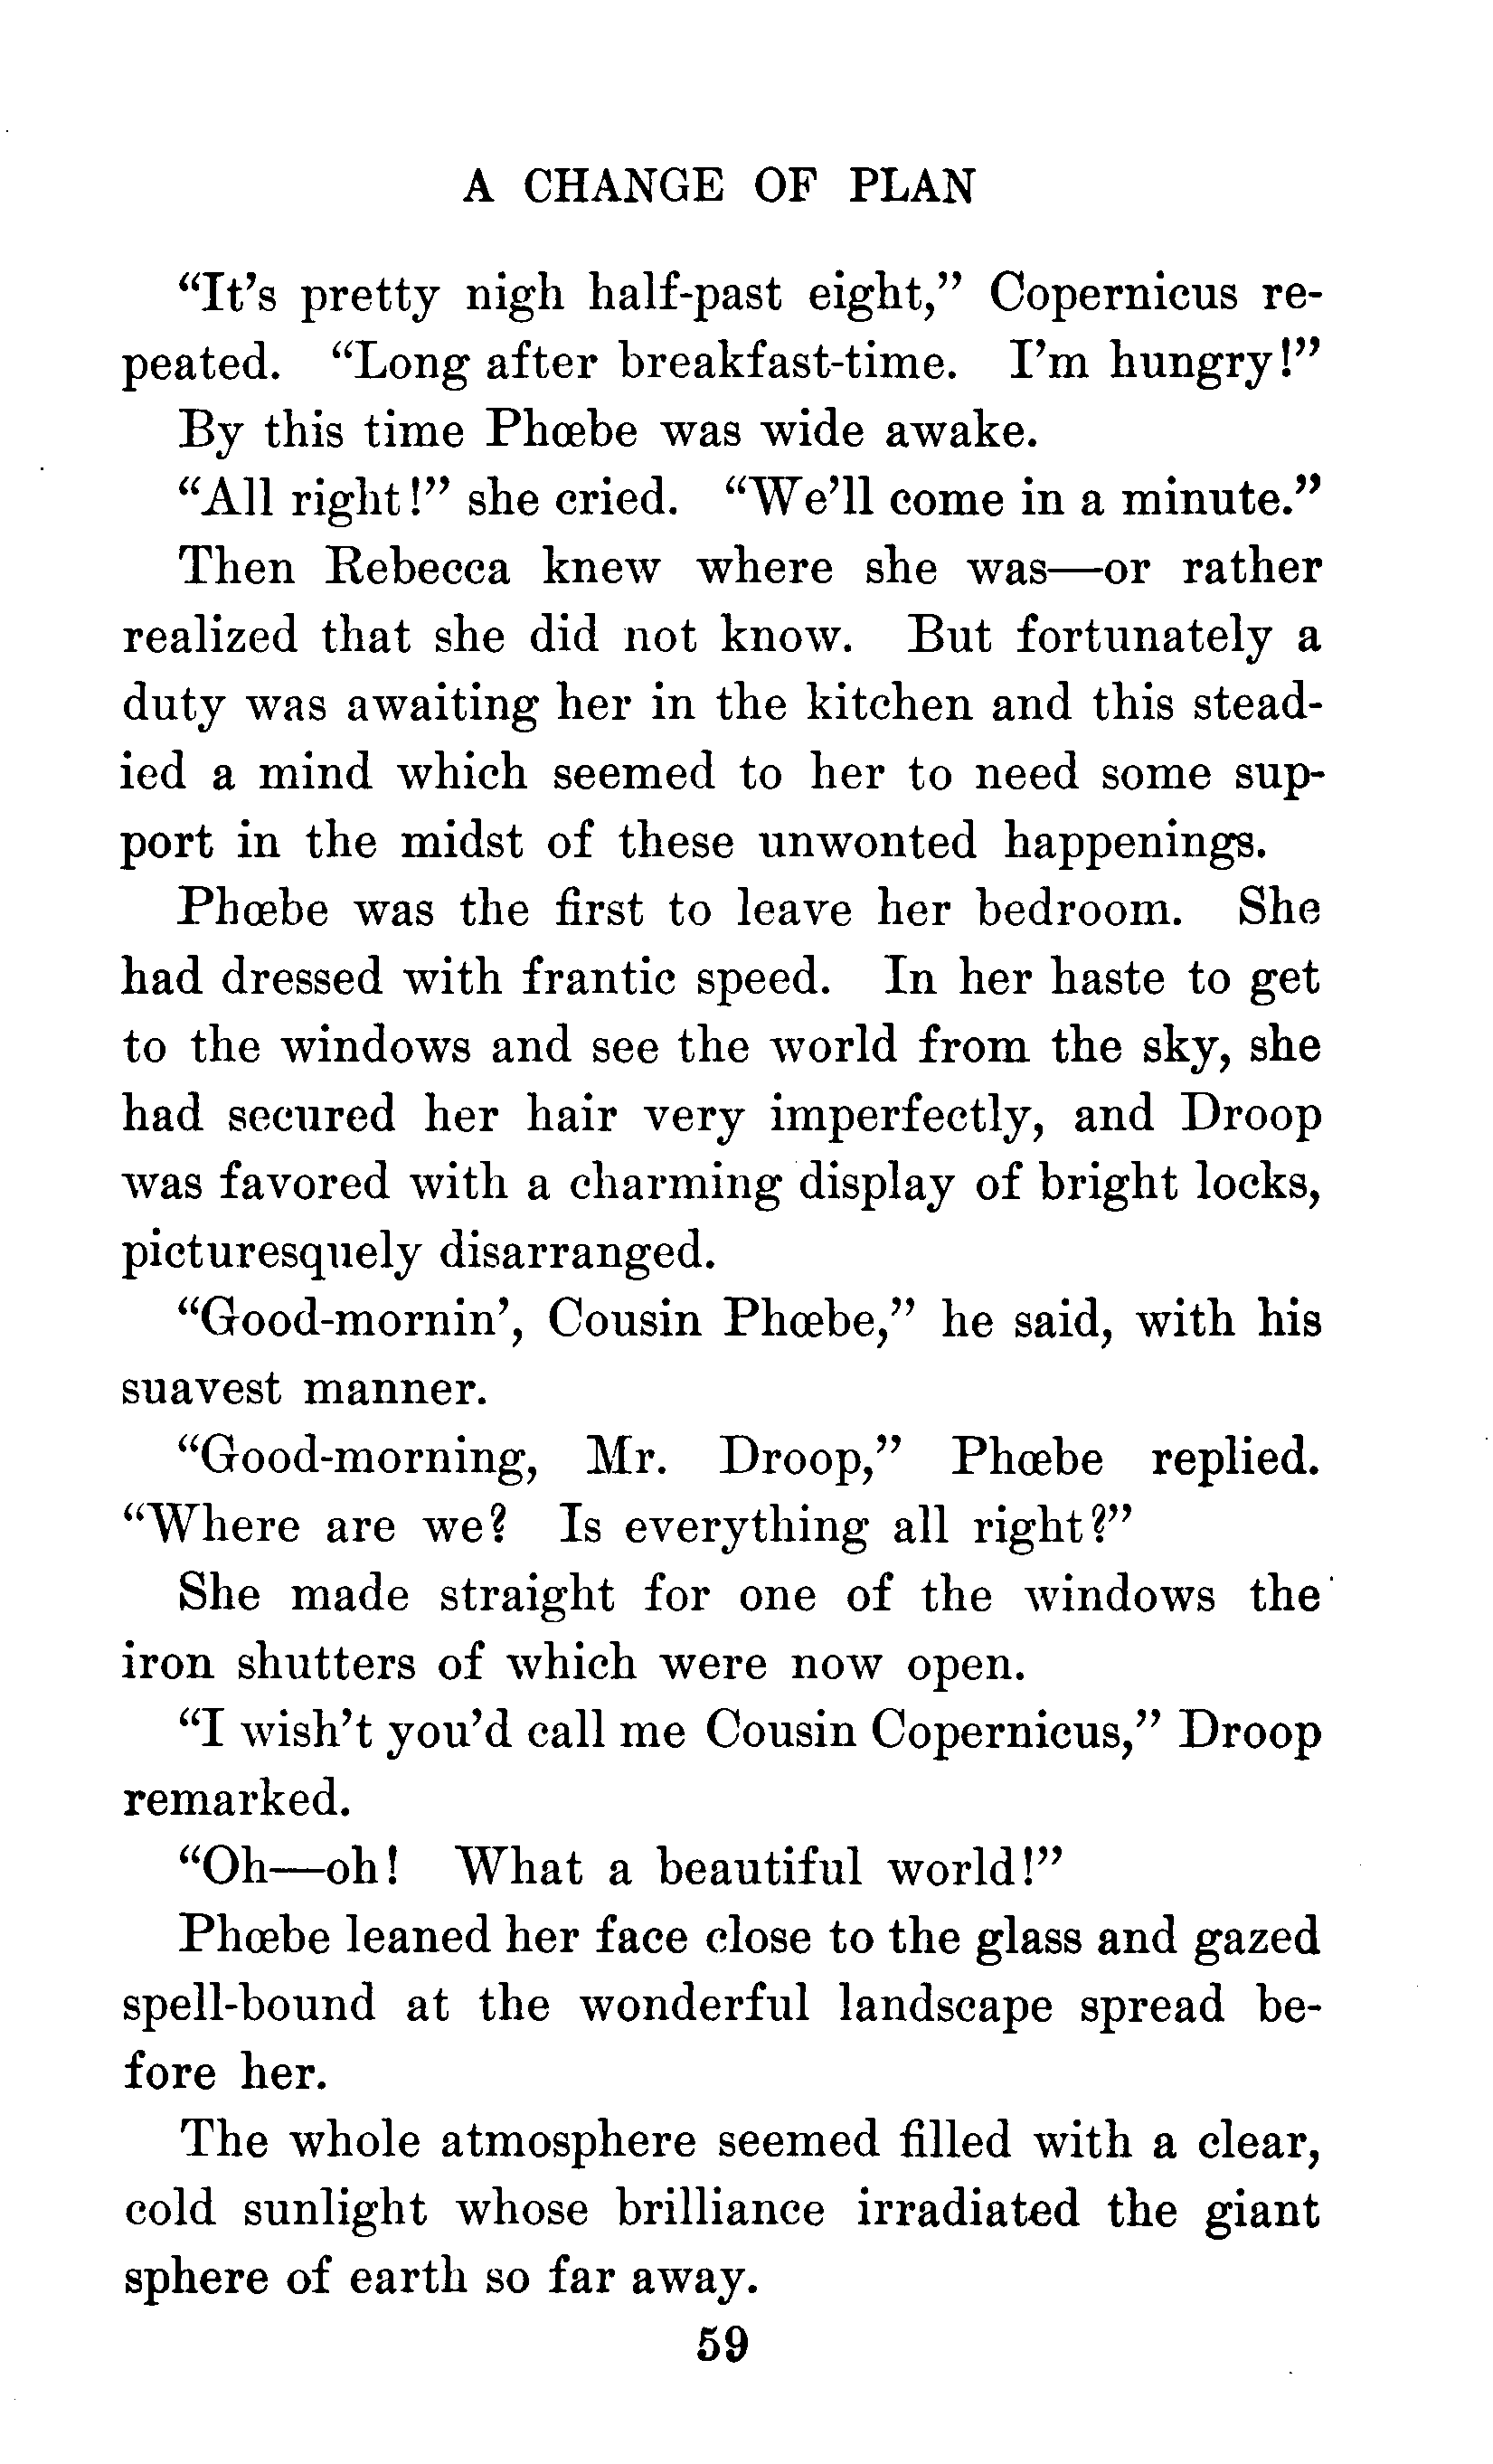 A CHANGE OF PLAN
“It’s pretty nigh half-past eight,” Copernicus re-
peated. “Long after breakfast-time. I’m hungry!”
By this time Phœbe was wide awake.
“All right!” she cried. “We’ll come in a minute.”
Then Rebecca knew where she was—or rather
realized that she did not know. But fortunately a
duty was awaiting her in the kitchen and this stead-
ied a mind which seemed to her to need some sup-
port in the midst of these unwonted happenings.
Phœbe was the first to leave her bedroom. She
had dressed with frantic speed. In her haste to get
to the windows and see the world from the sky, she
had secured her hair very imperfectly, and Droop
was favored with a charming display of bright locks,
picturesquely disarranged.
“Good-mornin’, Cousin Phœbe,” he said, with his
suavest manner.
“Good-morning, Mr. Droop,” Phœbe replied.
“Where are we? Is everything all right?”
She made straight for one of the windows the
iron shutters of which were now open.
“I wish’t you’d call me Cousin Copernicus,” Droop
remarked.
“Oh—oh! What a beautiful world!”
Phœbe leaned her face close to the glass and gazed
spell-bound at the wonderful landscape spread be-
fore her.
The whole atmosphere seemed filled with a clear,
cold sunlight whose brilliance irradiated the giant
sphere of earth so far away.
59